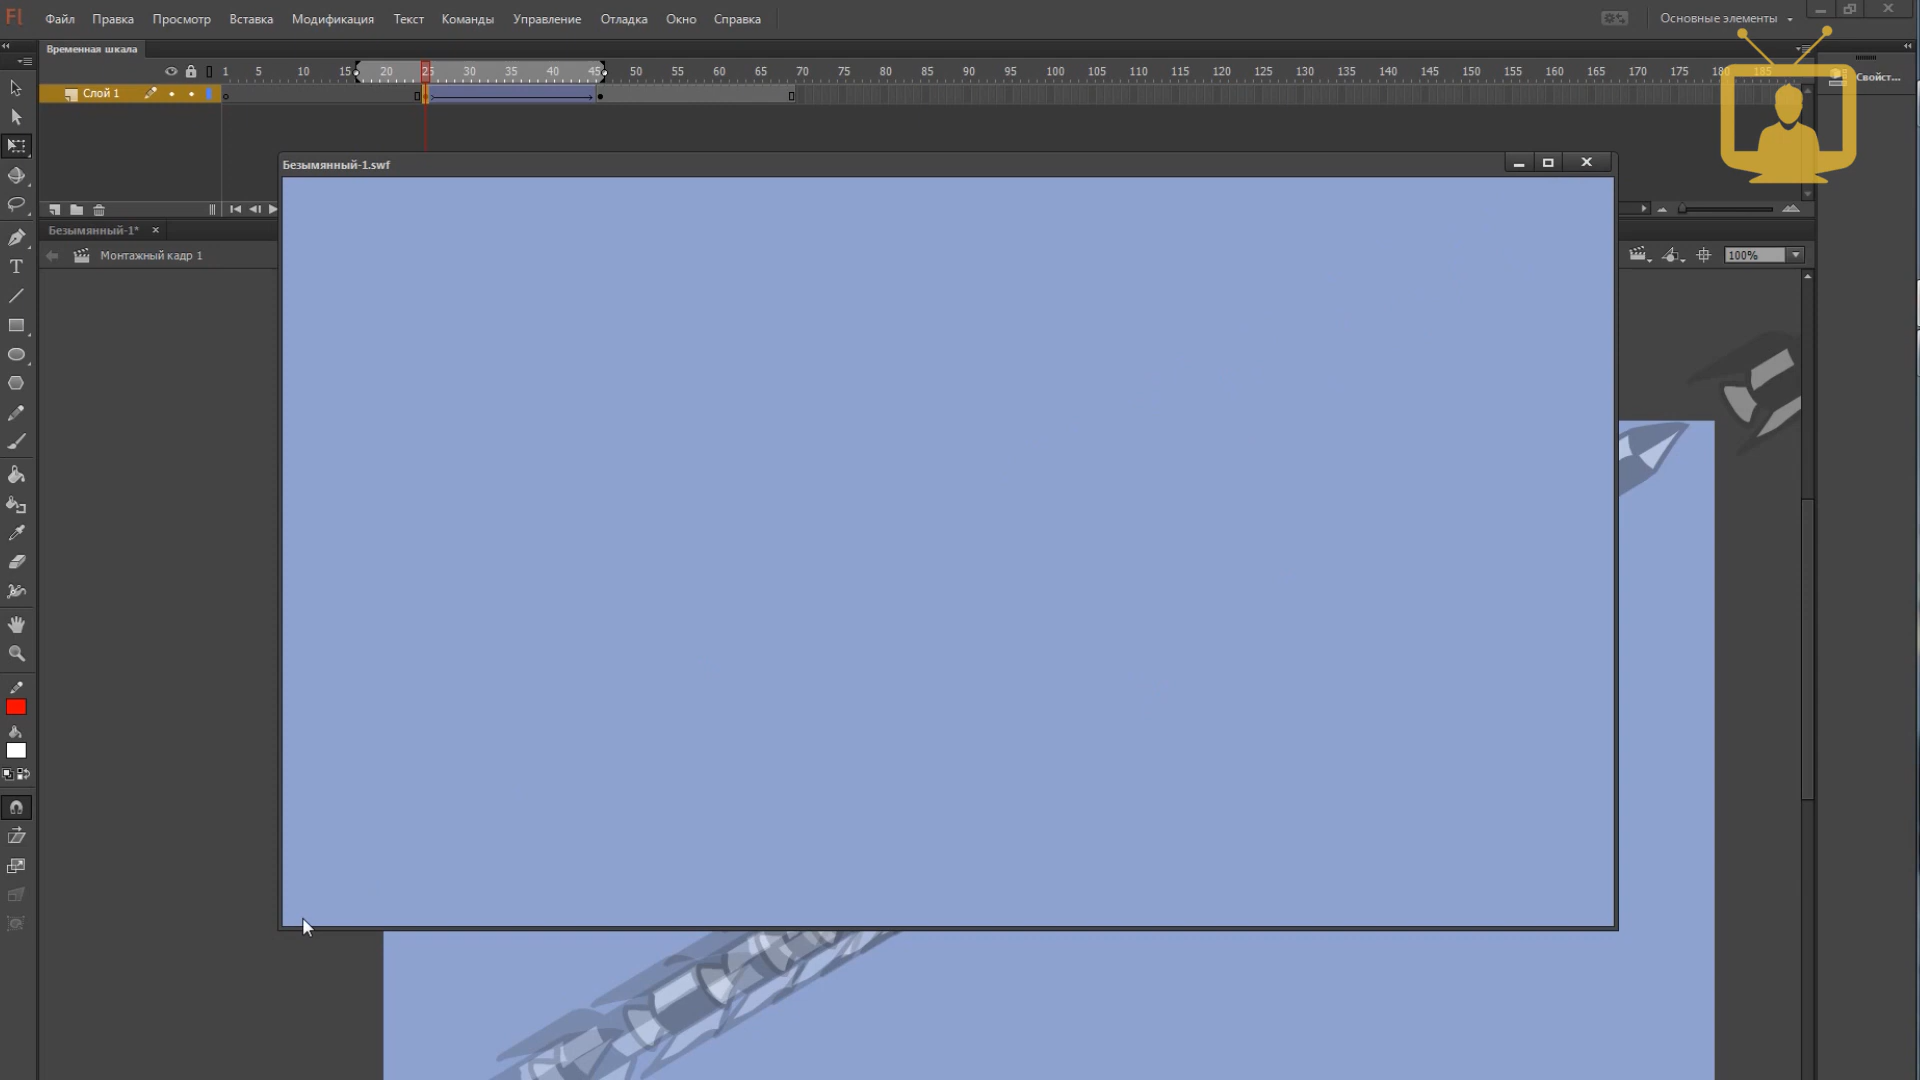 Fl Файл Правка Просмотр Вставка Модификация Текст Команды Управление Отладка Окно Справка Основные элементы
Временная шкала
1 5 10 15 20 25 30 35 40 45 50 55 60 65 70 75 80 85 90 95 100 105 110 115 120 125 130 135 140 145 150 155 160 165 170 175 180 185
Свойст...
Слой 1
Безымянный-1.swf
Безымянный-1*
Монтажный кадр 1
100%
T